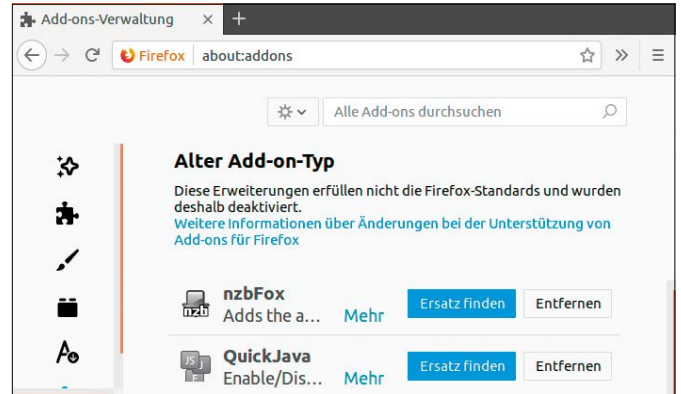 Add-ons-Verwaltung
Firefox about:addons
Alle Add-ons durchsuchen
Alter Add-on-Typ
Diese Erweiterungen erfüllen nicht die Firefox-Standards und wurden
deshalb deaktiviert.
Weitere Informationen über Änderungen bei der Unterstützung von
Add-ons für Firefox
nzb
nzbFox
Adds the a... Mehr
Ersatz finden Entfernen
JS J
QuickJava
Enable/Dis... Mehr
Ersatz finden Entfernen